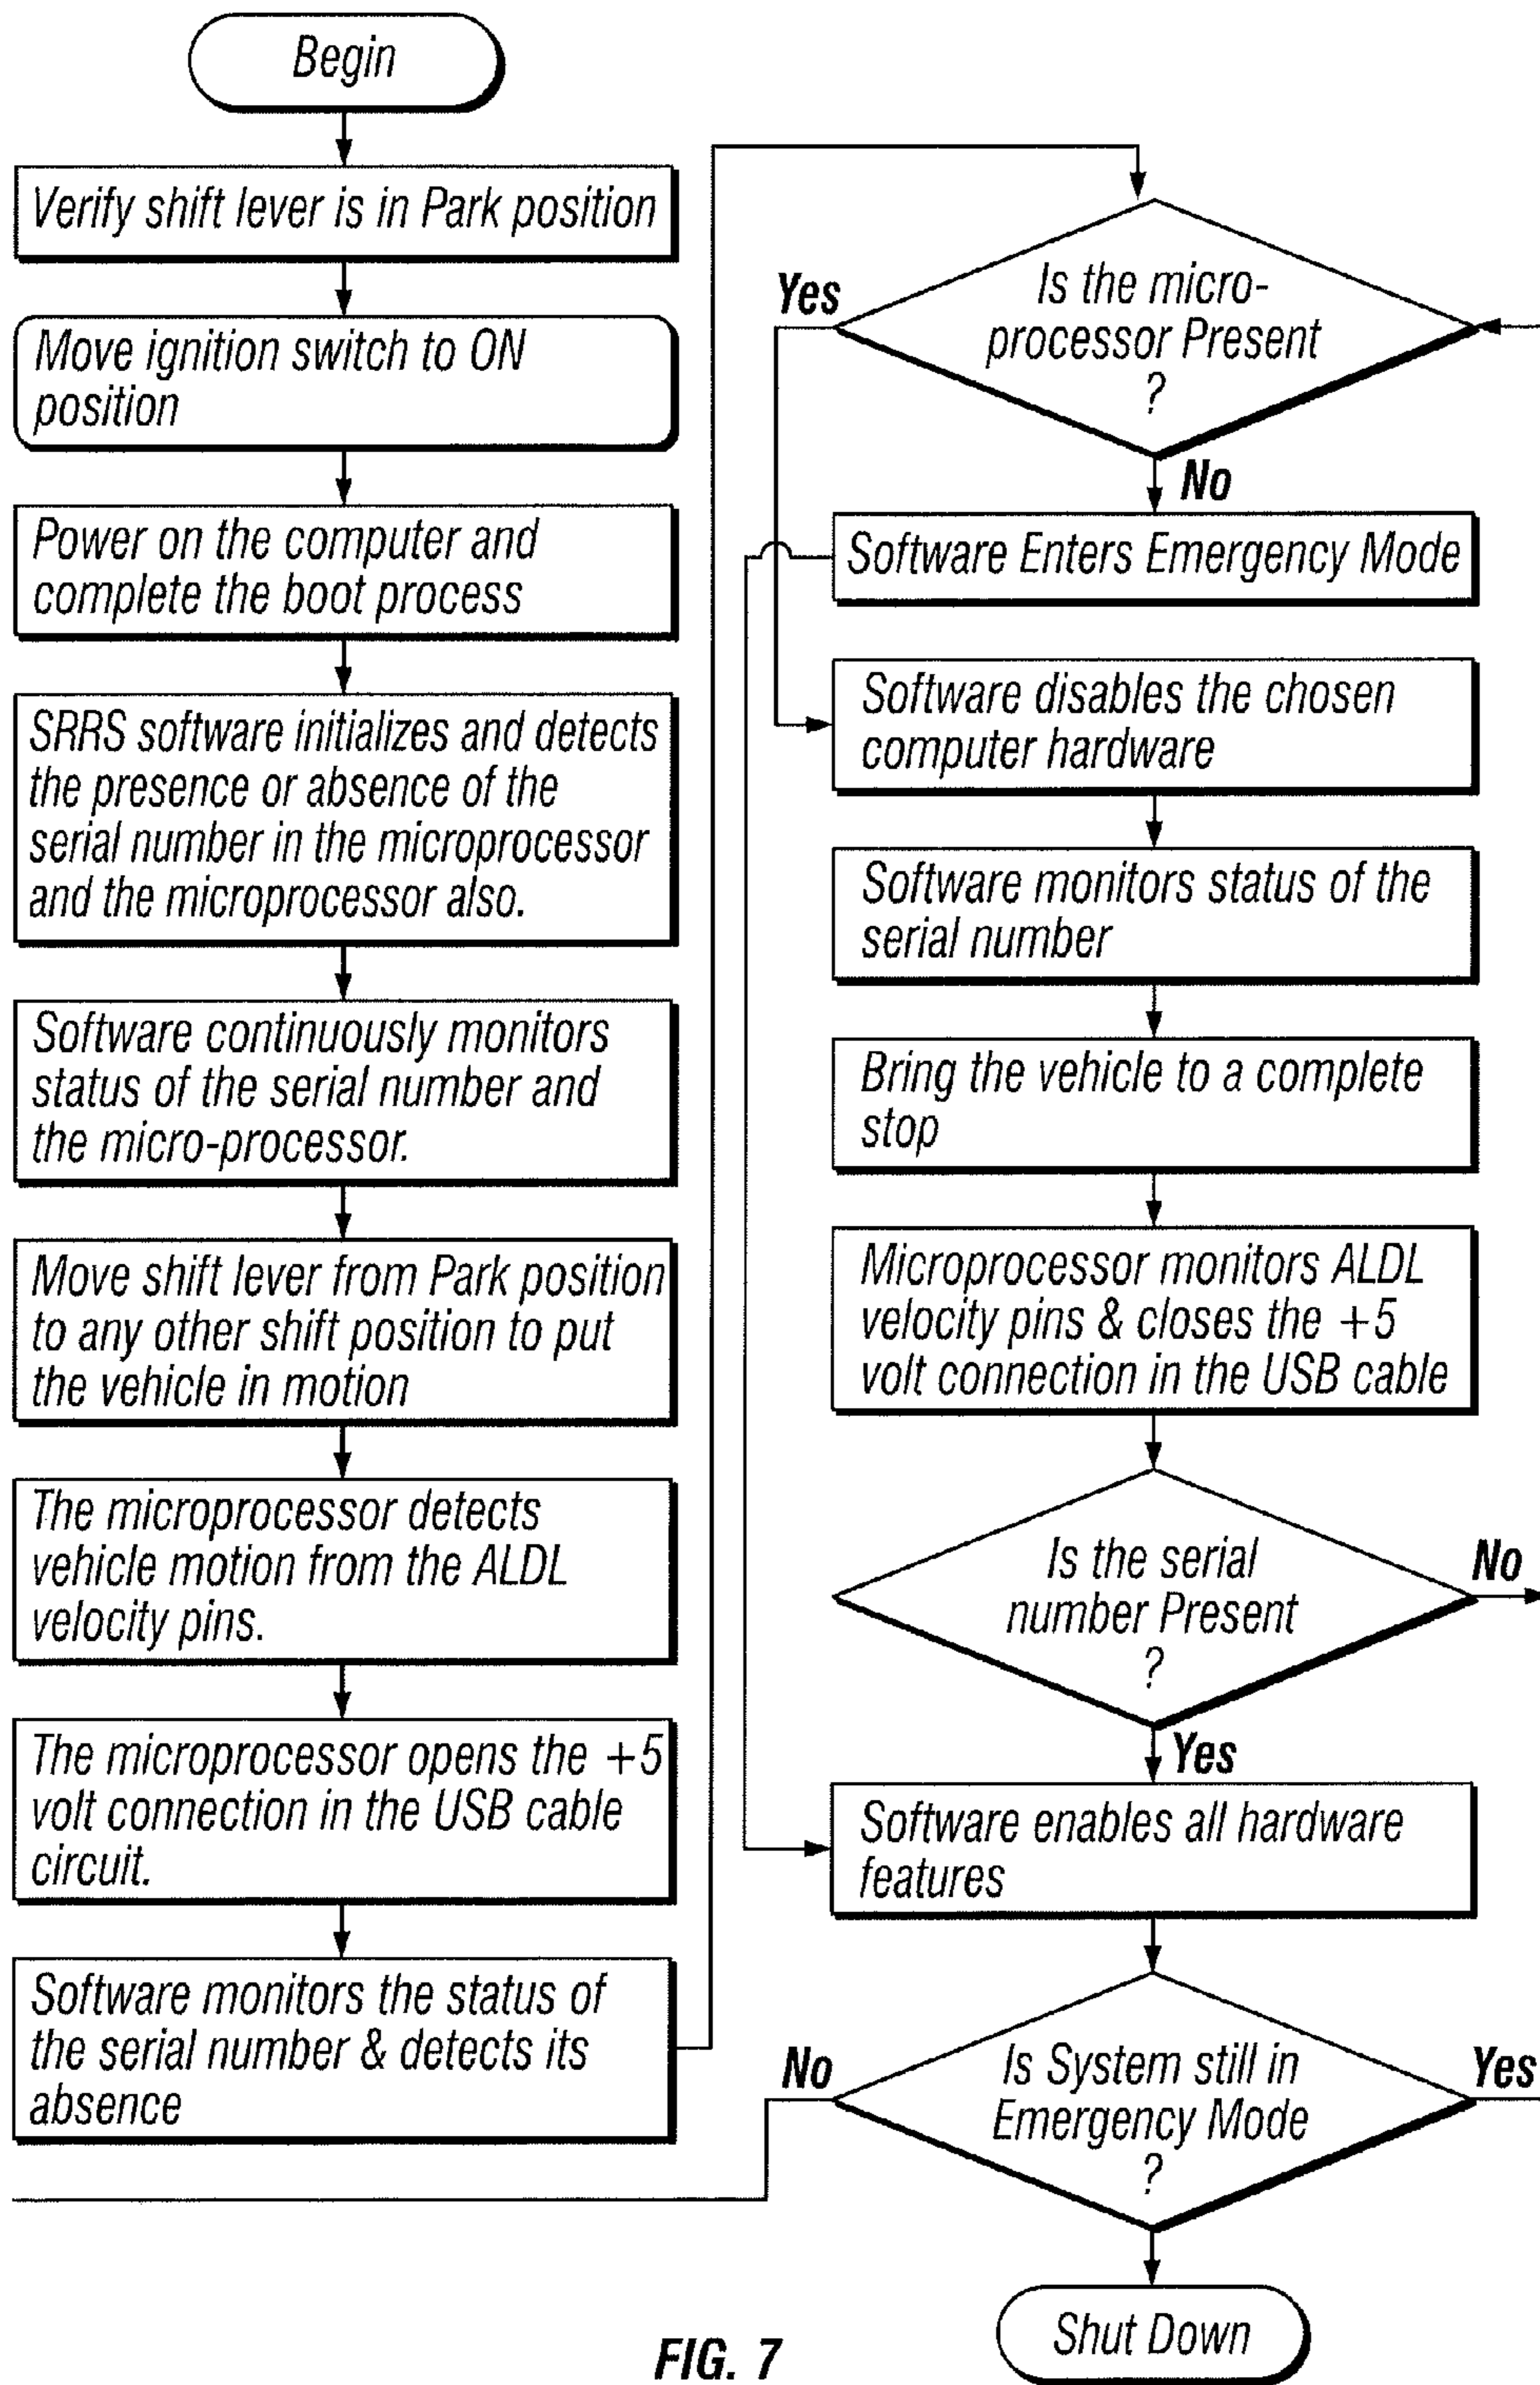 Begin
Verify shift lever is in Park position
Move ignition switch to ON
position
Power on the computer and
complete the boot process
SRRS software initializes and detects
the presence or absence of the
serial number in the microprocessor
and the microprocessor also.
Software continuously monitors
status of the serial number and
the micro-processor.
Move shift lever from Park position
to any other shift position to put
the vehicle in motion
The microprocessor detects
vehicle motion from the ALDL
velocity pins.
The microprocessor opens the +5
volt connection in the USB cable
circuit.
Software monitors the status of
the serial number & detects its
absence
Is the micro-
processor Present
?
Yes
No
Software Enters Emergency Mode
Software disables the chosen
computer hardware
Software monitors status of the
serial number
Bring the vehicle to a complete
stop
Microprocessor monitors ALDL
velocity pins & closes the +5
volt connection in the USB cable
Is the serial
number Present
?
No
Yes
Software enables all hardware
features
Is System still in
Emergency Mode
?
No
Yes
Shut Down
FIG. 7